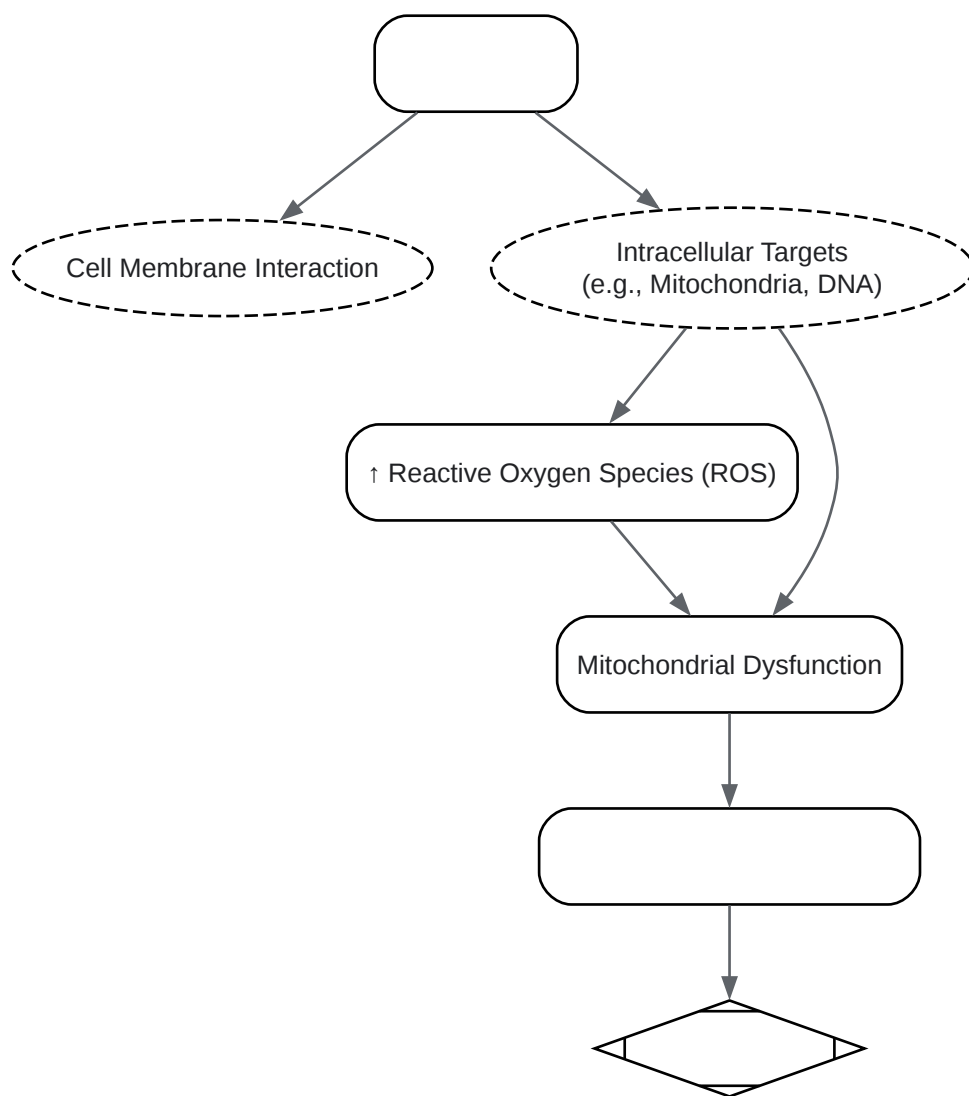 Cell Membrane Interaction
Intracellular Targets
(e.g., Mitochondria, DNA)
↑ Reactive Oxygen Species (ROS)
Mitochondrial Dysfunction